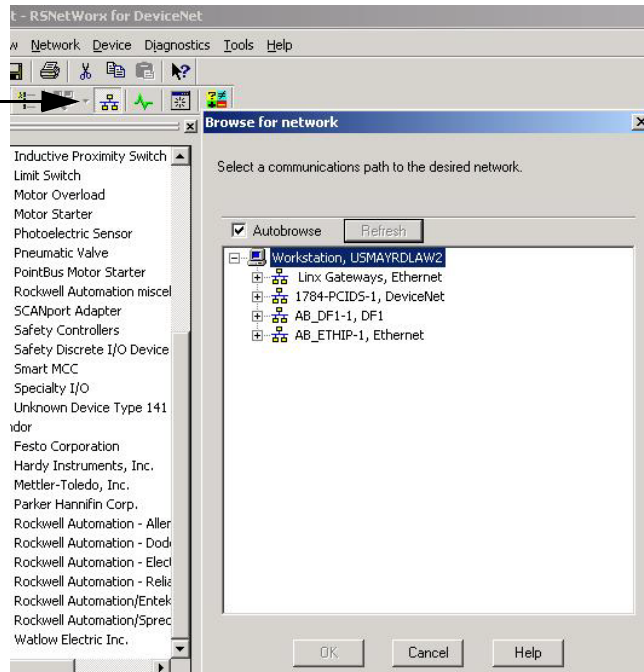 t - RSNetWorx for DeviceNet
w Network Device Diagnostics Tools Help
Browse for network
Select a communications path to the desired network.
Autobrowse Refresh
Workstation, USMAYRDLAW2
Linx Gateways, Ethernet
1784-PCIDS-1, DeviceNet
AB_DF1-1, DF1
AB_ETHIP-1, Ethernet
OK Cancel Help
Inductive Proximity Switch
Limit Switch
Motor Overload
Motor Starter
Photoelectric Sensor
Pneumatic Valve
PointBus Motor Starter
Rockwell Automation miscel
SCANport Adapter
Safety Controllers
Safety Discrete I/O Device
Smart MCC
Specialty I/O
Unknown Device Type 141
ndor
Festo Corporation
Hardy Instruments, Inc.
Mettler-Toledo, Inc.
Parker Hannifin Corp.
Rockwell Automation - Aller
Rockwell Automation - Dod
Rockwell Automation - Elect
Rockwell Automation - Relia
Rockwell Automation/Entek
Rockwell Automation/Sprec
Watlow Electric Inc.